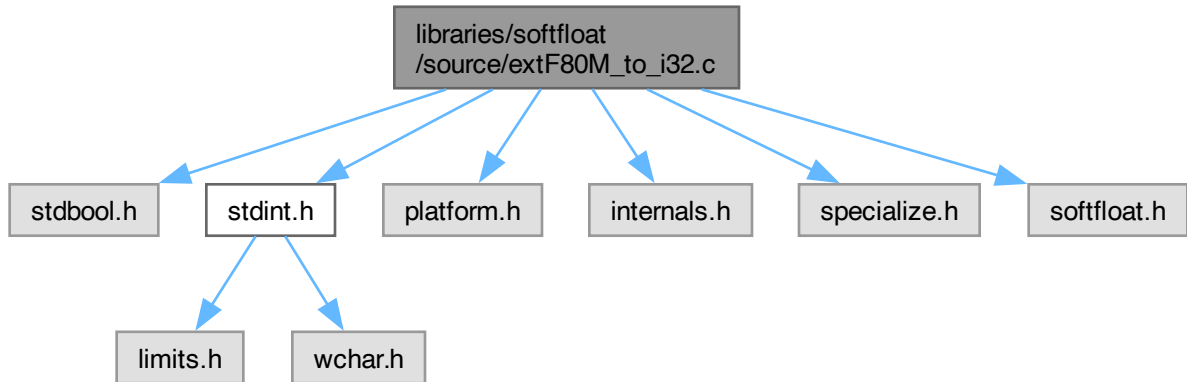 libraries/softfloat
/source/extF80M_to_i32.c
stdbool.h
stdint.h
platform.h
internals.h
specialize.h
softfloat.h
limits.h
wchar.h